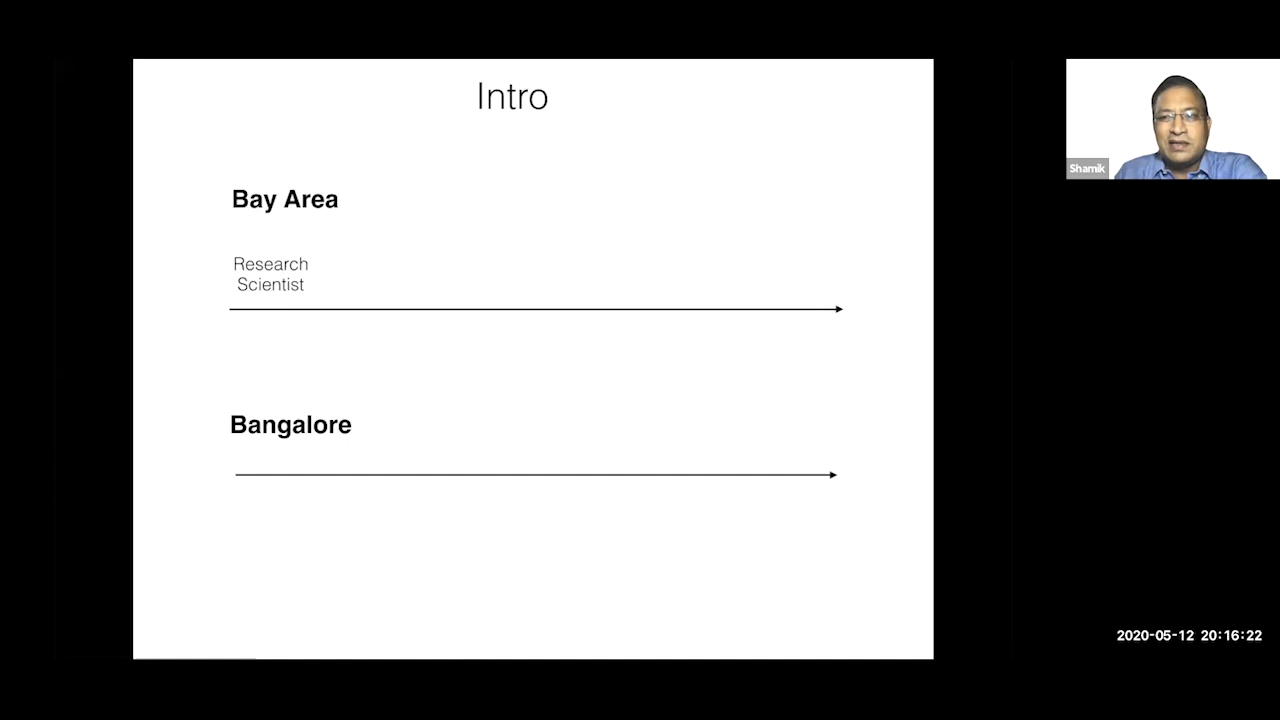 Intro
Bay Area
Research
Scientist
Bangalore
Shamik
2020-05-12 20:16:22